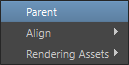 Parent
Align
Rendering Assets